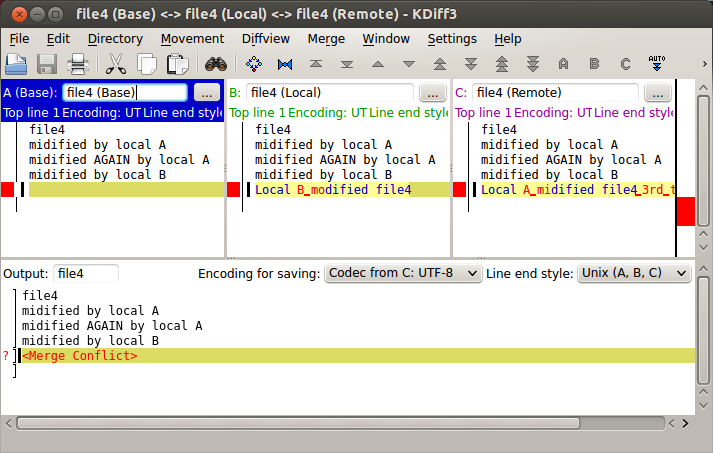 file4 (Base) <-> file4 (Local) <-> file4 (Remote) - KDiff3
File Edit Directory Movement Diffview Merge Window Settings Help
A B C AUTO
A (Base): file4 (Base) ... B: file4 (Local) ... C: file4 (Remote) ...
Top line 1 Encoding: UT Line end style Top line 1 Encoding: UT Line end style Top line 1 Encoding: UT Line end style
file4 file4 file4
midified by local A midified by local A midified by local A
midified AGAIN by local A midified AGAIN by local A midified AGAIN by local A
midified by local B midified by local B midified by local B
Local B_modified file4 Local A_midified file4_3rd_t
Output: file4 Encoding for saving: Codec from C: UTF-8 Line end style: Unix (A, B, C)
file4
midified by local A
midified AGAIN by local A
midified by local B
? <Merge Conflict>